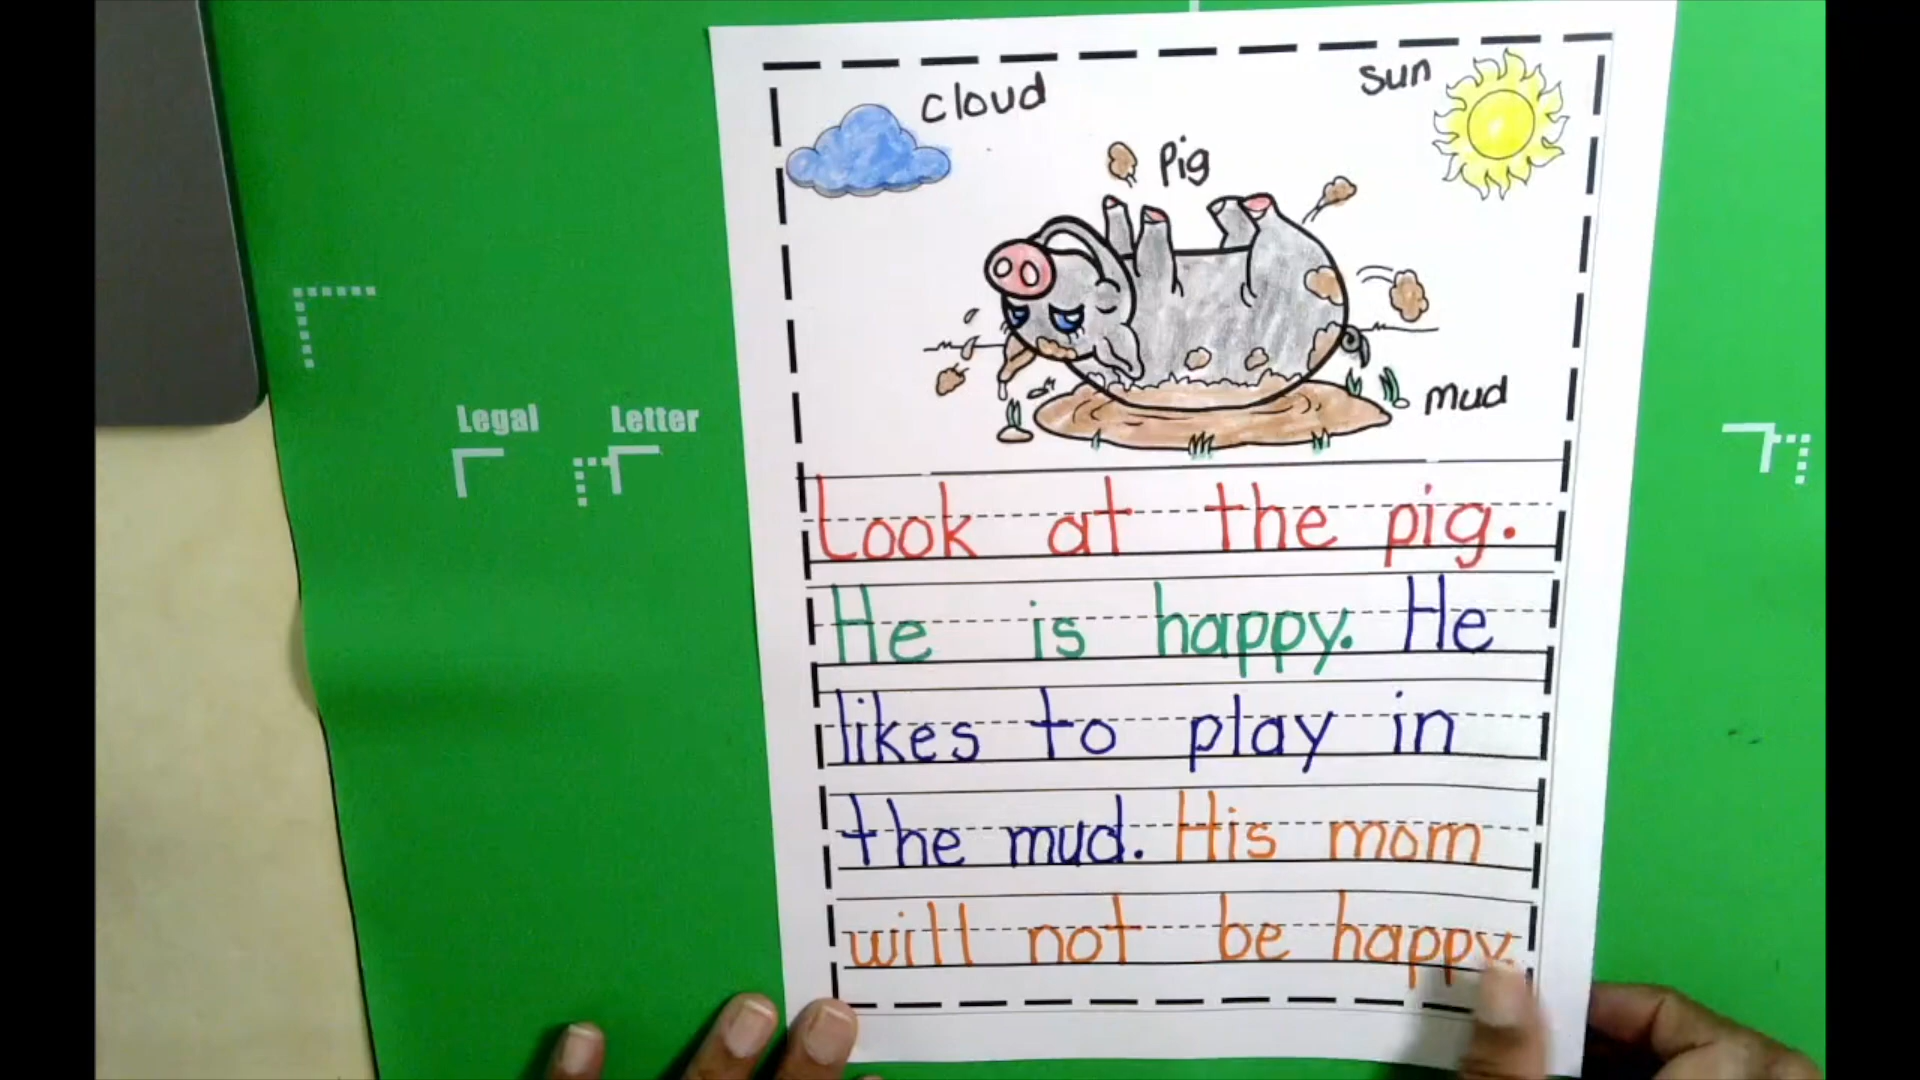 cloud
sun
pig
mud
Legal
Letter
Look at the pig.
He is happy. He
likes to play in
the mud. His mom
will not be happy.